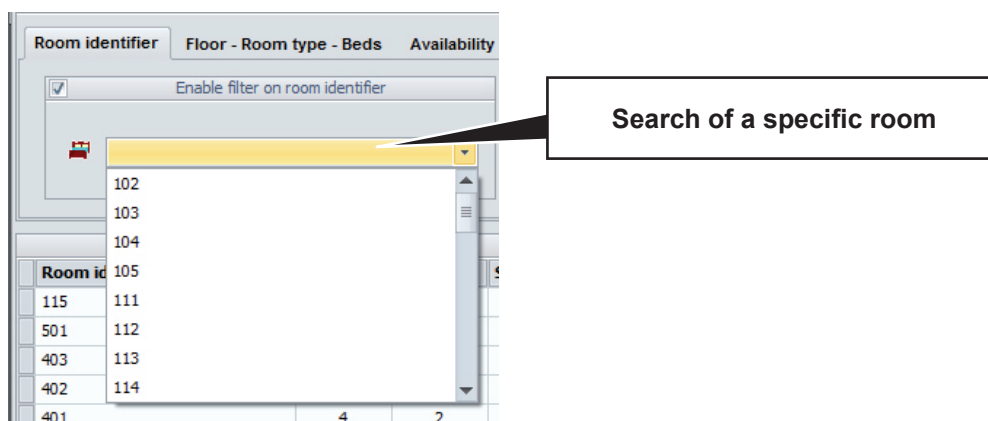 Room identifier Floor - Room type - Beds Availability
Enable filter on room identifier
Search of a specific room
102
103
104
105
111
112
113
114
Room id
115
501
403
402
401 4 2